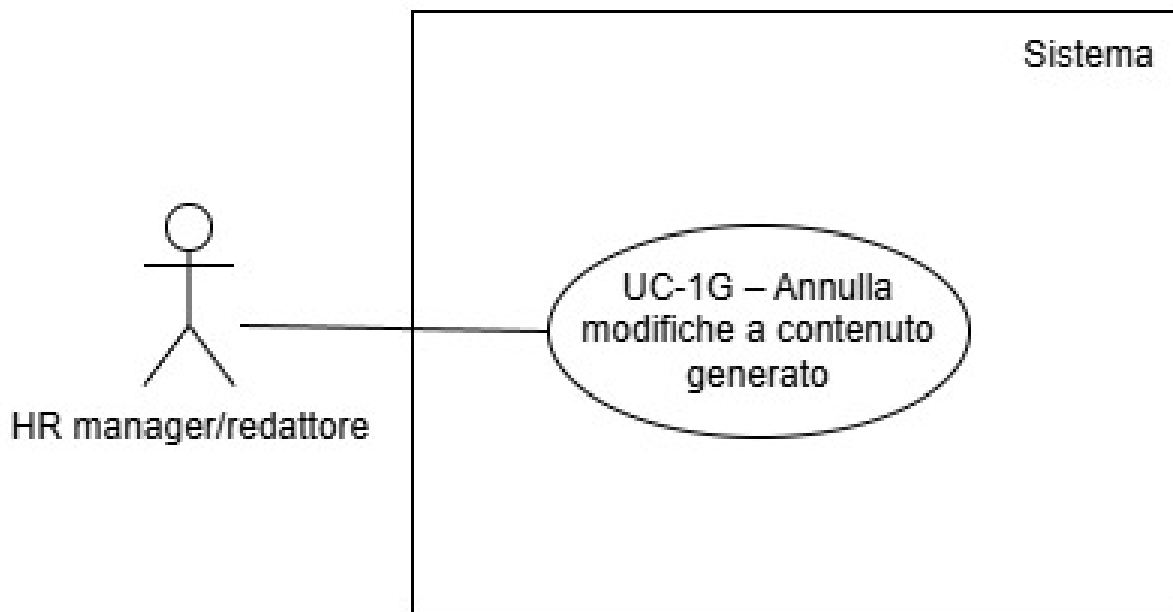 Sistema
UC-1G – Annulla
modifiche a contenuto
generato
HR manager/redattore